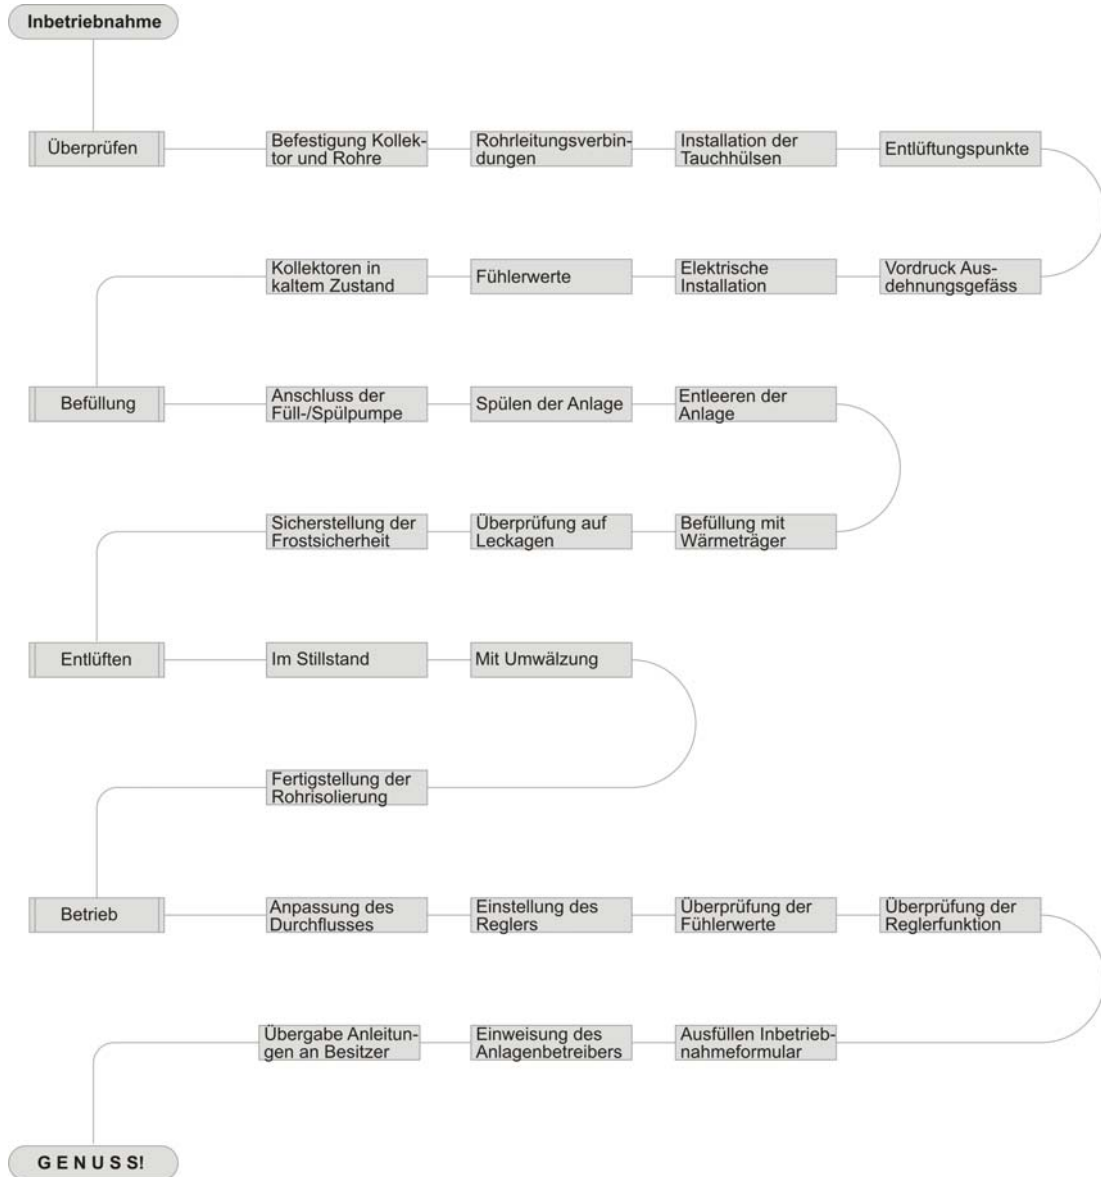 Inbetriebnahme
Überprüfen
Befestigung Kollek-
tor und Rohre
Rohrleitungsverbin-
dungen
Installation der
Tauchhülsen
Entlüftungspunkte
Vordruck Aus-
dehnungsgefäss
Elektrische
Installation
Fühlerwerte
Kollektoren in
kaltem Zustand
Befüllung
Anschluss der
Füll-/Spülpumpe
Spülen der Anlage
Entleeren der
Anlage
Befüllung mit
Wärmeträger
Überprüfung auf
Leckagen
Sicherstellung der
Frostsicherheit
Entlüften
Im Stillstand
Mit Umwälzung
Fertigstellung der
Rohrisolierung
Betrieb
Anpassung des
Durchflusses
Einstellung des
Reglers
Überprüfung der
Fühlerwerte
Überprüfung der
Reglerfunktion
Ausfüllen Inbetrieb-
nahmeformular
Einweisung des
Anlagenbetreibers
Übergabe Anleitun-
gen an Besitzer
G E N U S S!